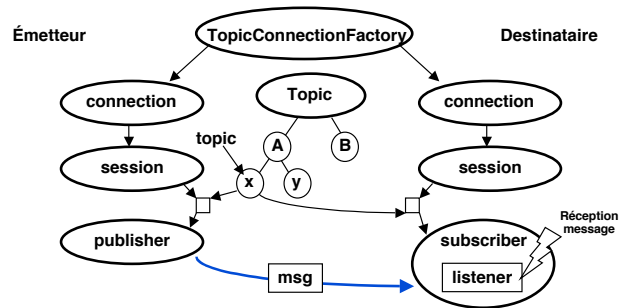 Émetteur
TopicConnectionFactory
Destinataire
connection
Topic
connection
topic
A
B
session
x
y
session
publisher
subscriber
Réception
message
msg
listener